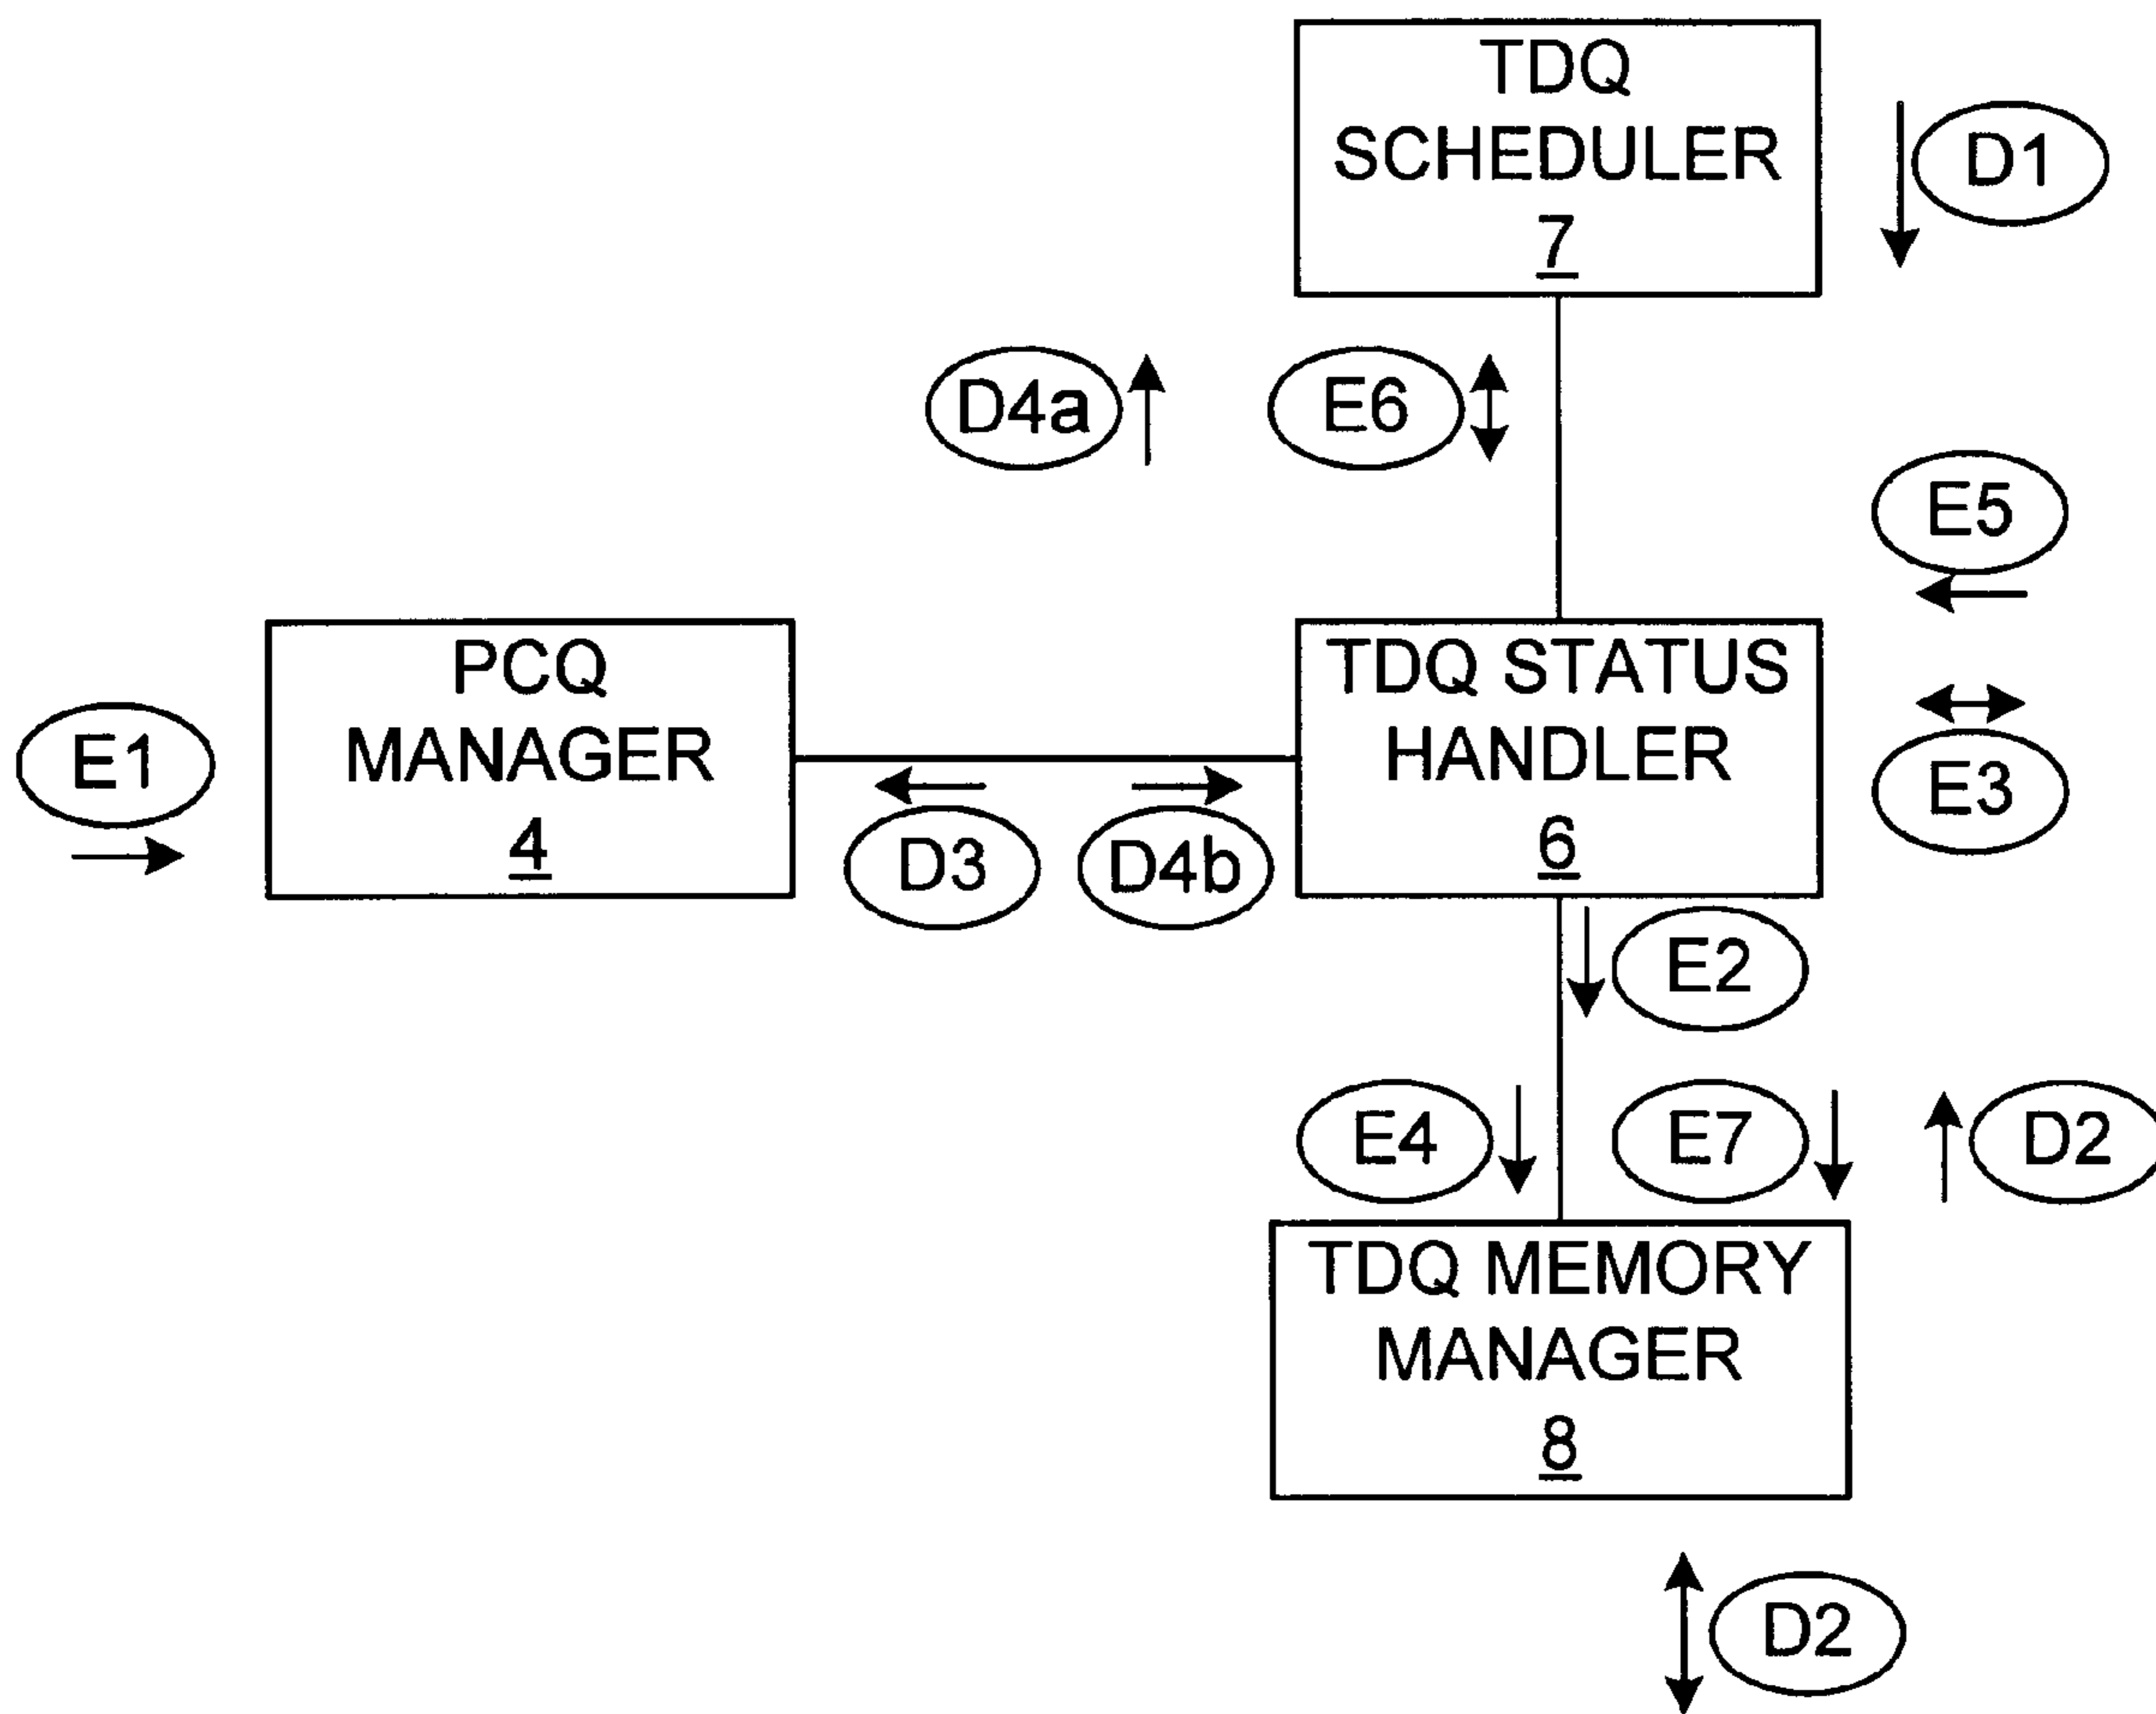 TDQ
SCHEDULER
7
D1
D4a
E6
E5
PCQ
MANAGER
4
TDQ STATUS
HANDLER
6
E1
E3
D3
D4b
E2
E4
E7
D2
TDQ MEMORY
MANAGER
8
D2